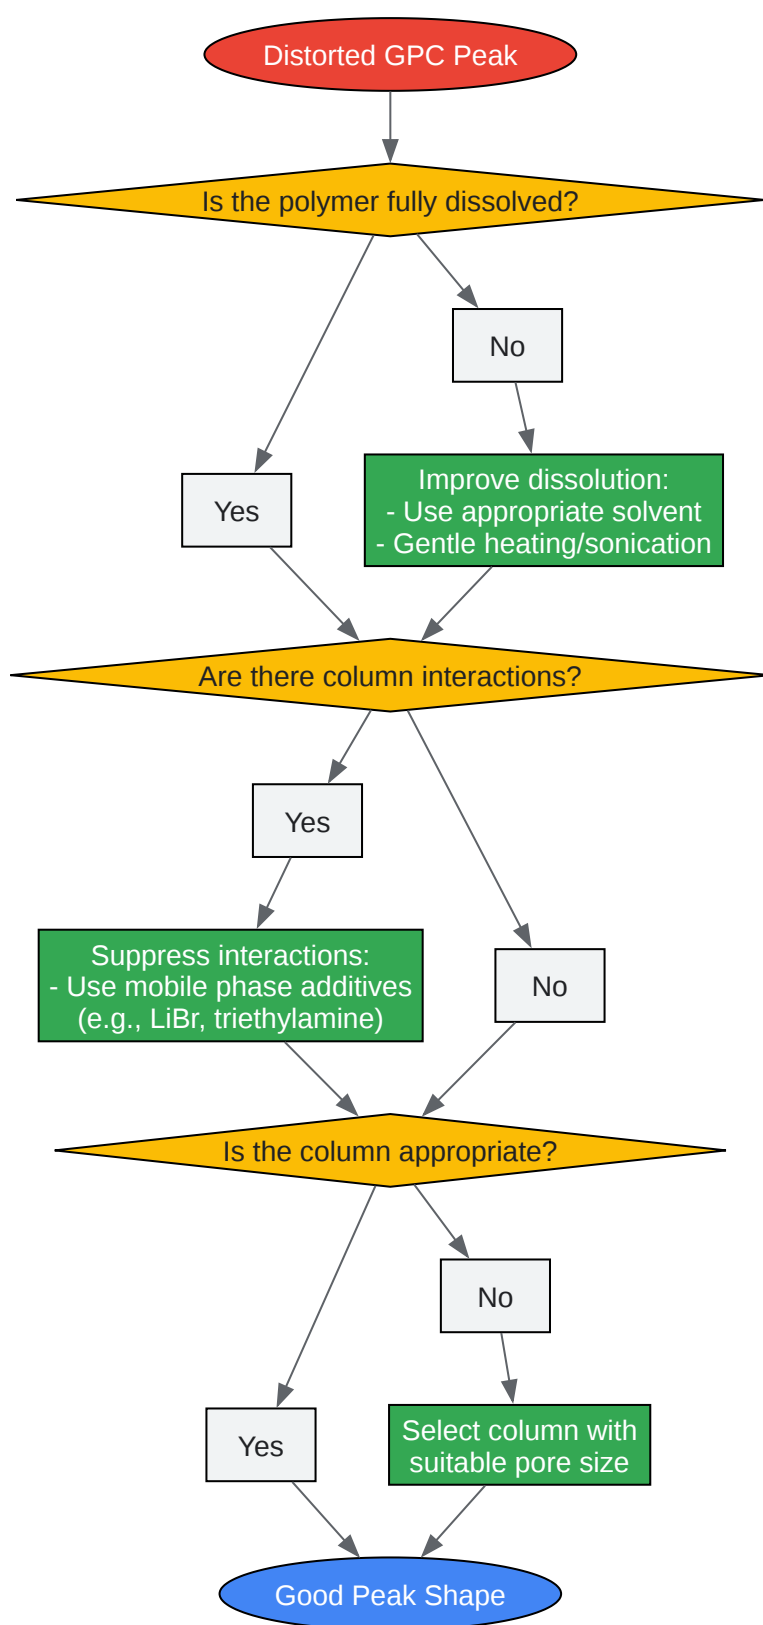 Distorted GPC Peak
Is the polymer fully dissolved?
No
Improve dissolution:
- Use appropriate solvent
- Gentle heating/sonication
Yes
Are there column interactions?
Yes
Suppress interactions:
- Use mobile phase additives
(e.g., LiBr, triethylamine)
No
Is the column appropriate?
No
Select column with
suitable pore size
Yes
Good Peak Shape